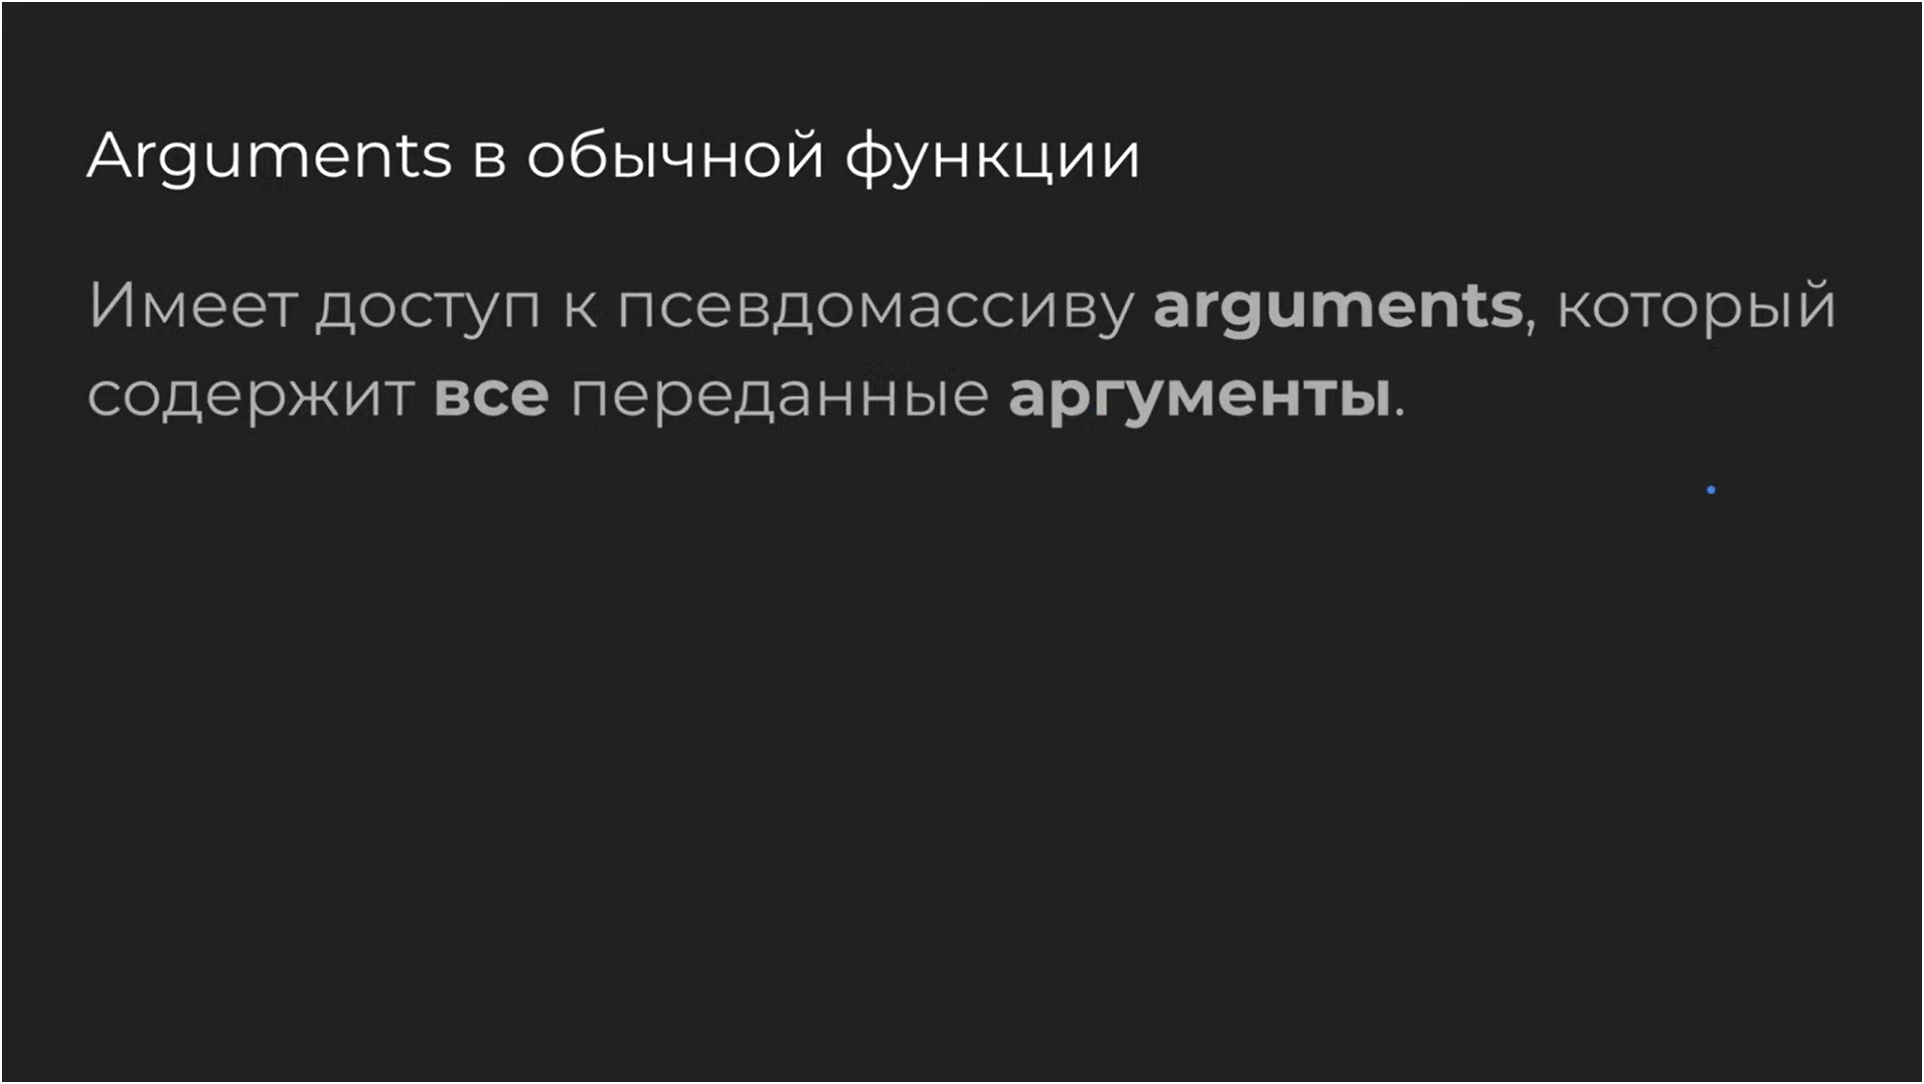 Arguments в обычной функции
Имеет доступ к псевдомассиву arguments, который
содержит все переданные аргументы.